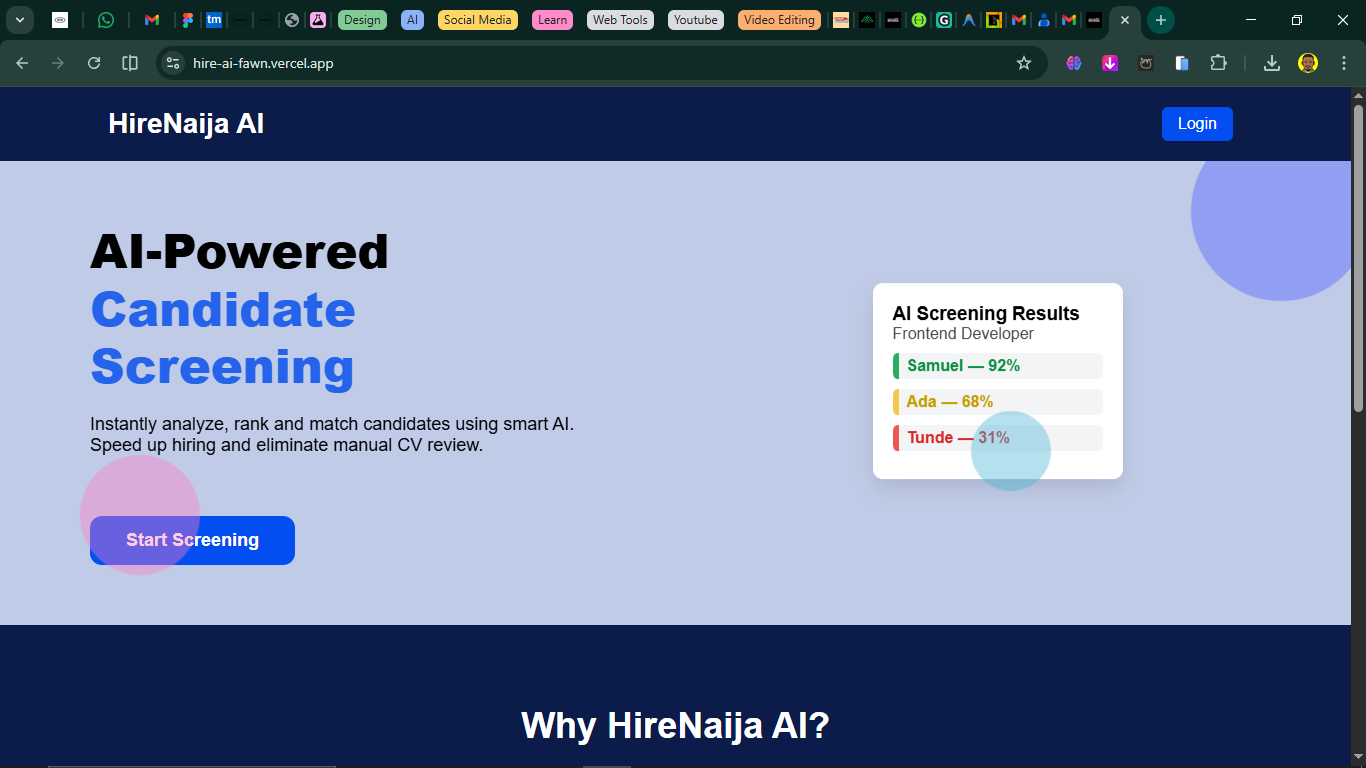 tm
Design
AI
Social Media
Learn
Web Tools
Youtube
Video Editing
G
hire-ai-fawn.vercel.app
HireNaija AI
Login
AI-Powered
Candidate
Screening
Instantly analyze, rank and match candidates using smart AI.
Speed up hiring and eliminate manual CV review.
Start Screening
AI Screening Results
Frontend Developer
Samuel — 92%
Ada — 68%
Tunde — 31%
Why HireNaija AI?